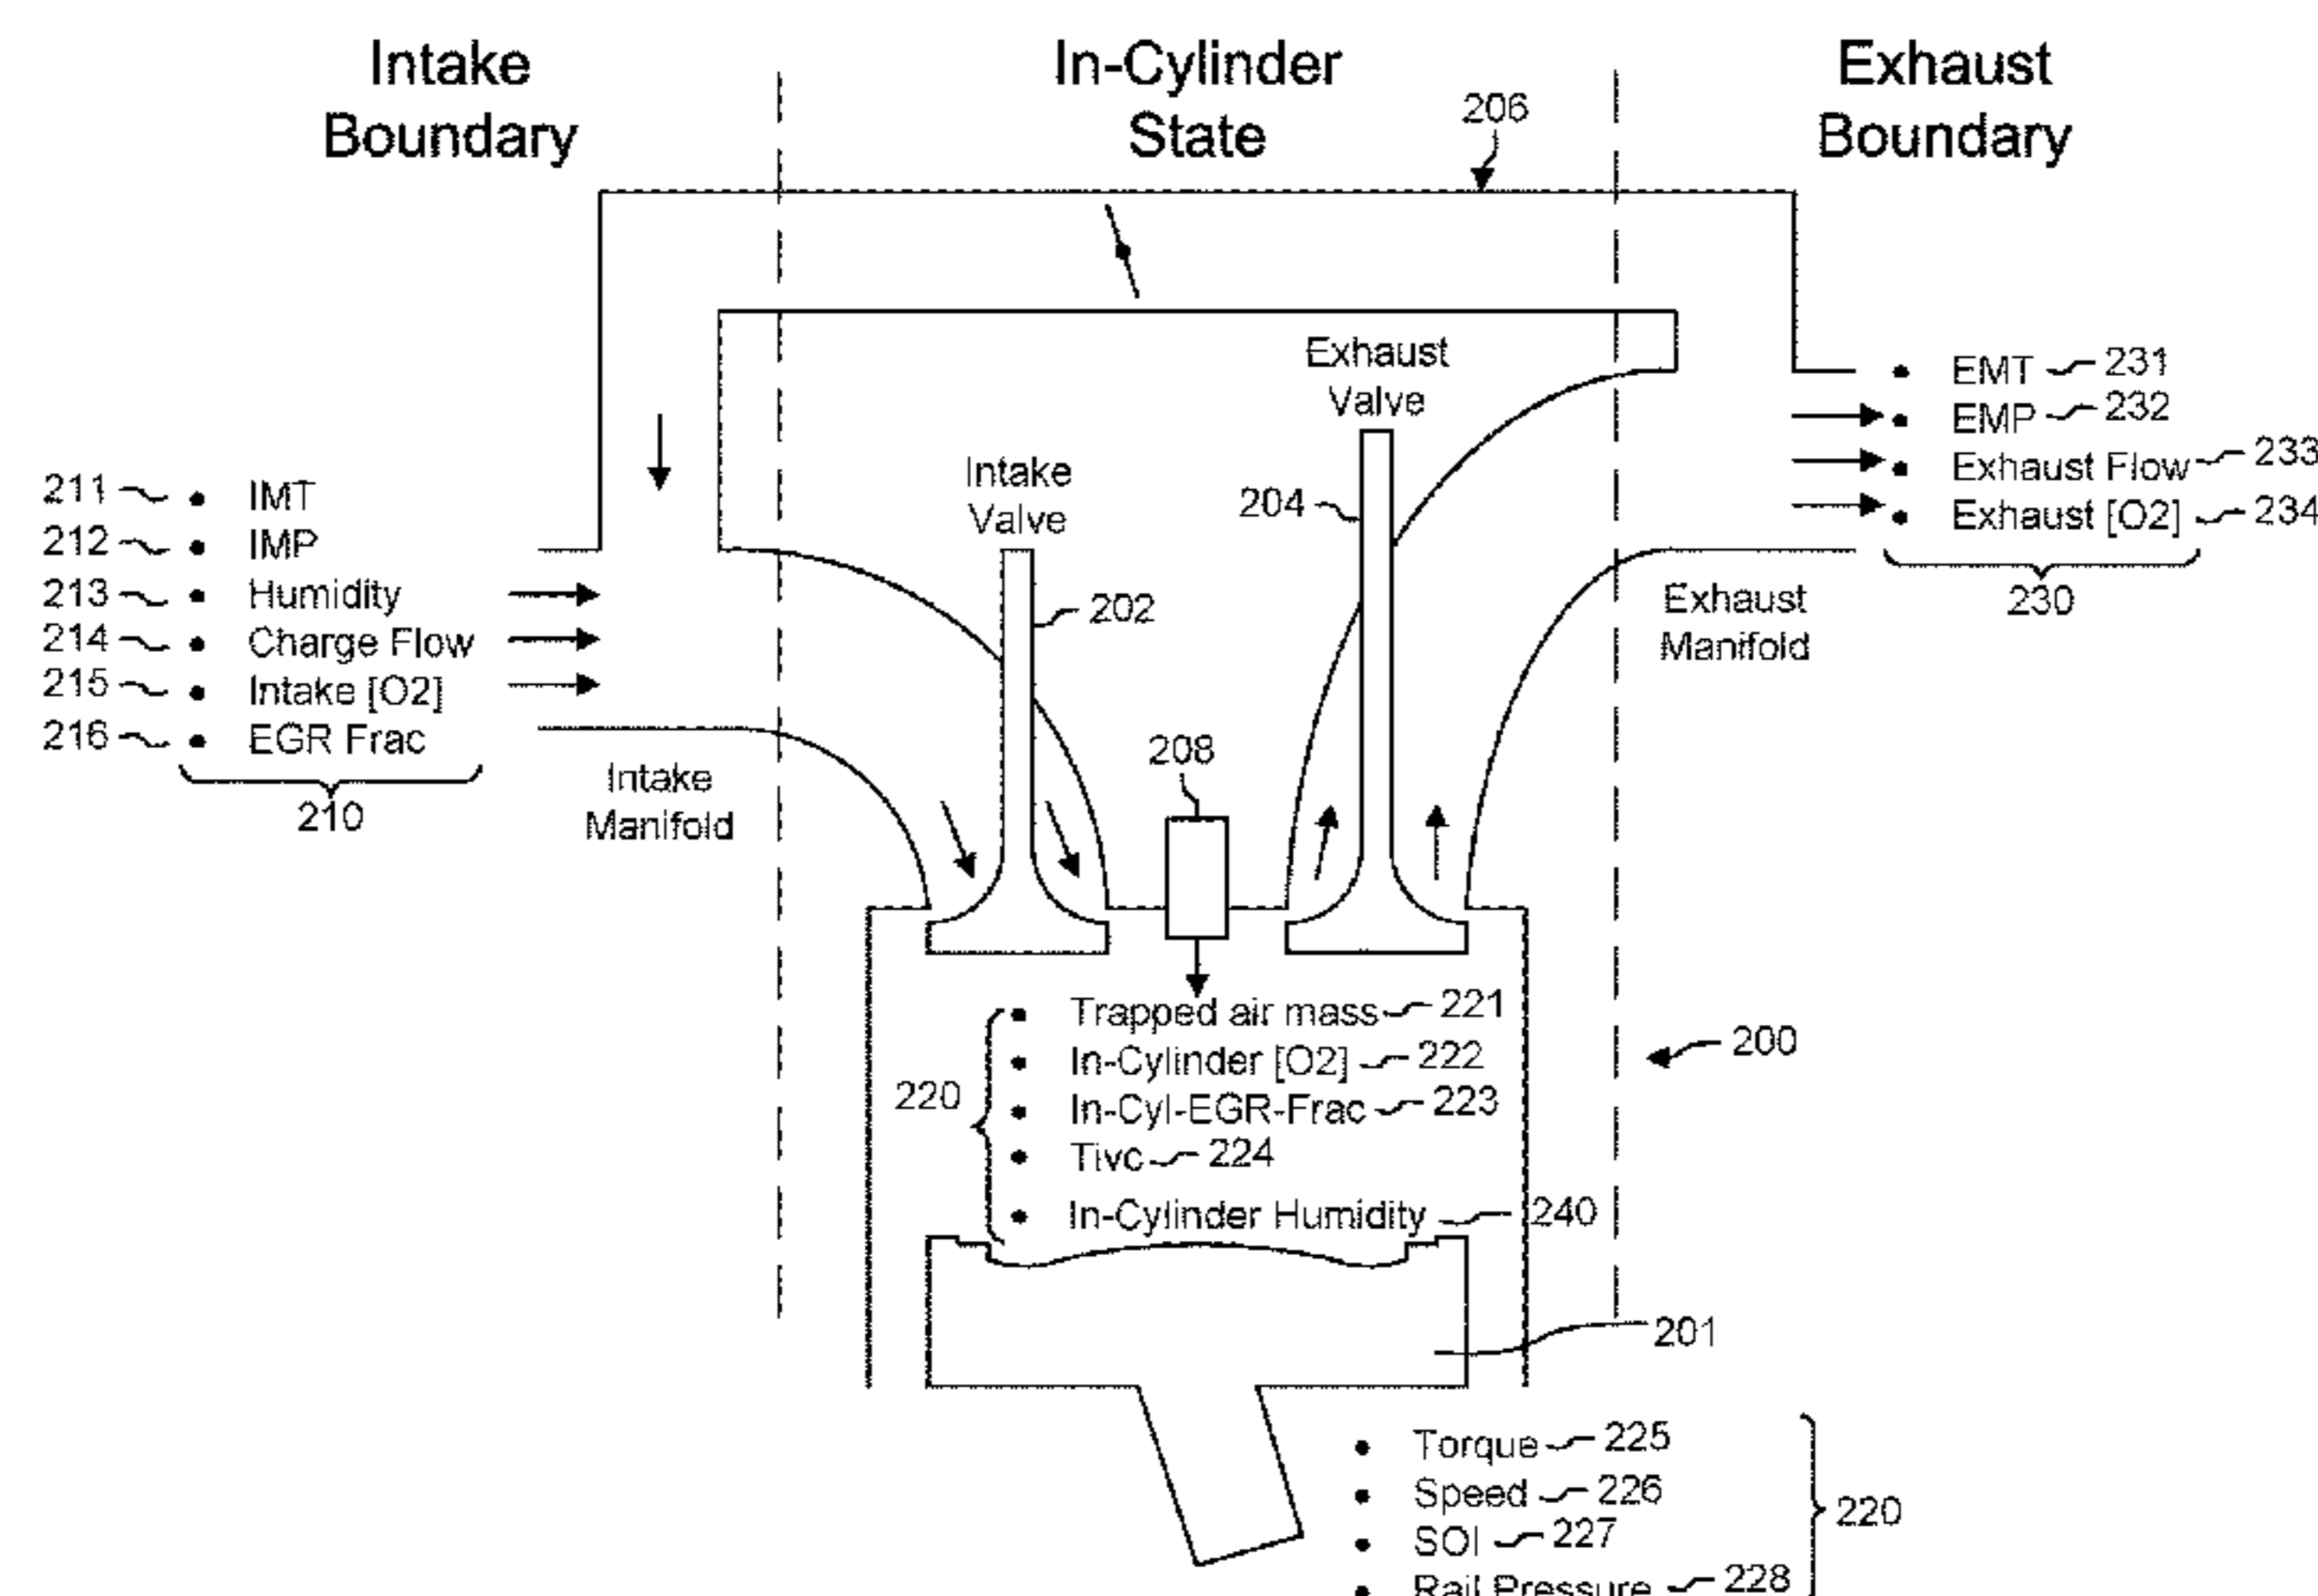 Intake
Boundary
In-Cylinder
State
Exhaust
Boundary
206
211 IMT
212 IMP
213 Humidity
214 Charge Flow
215 Intake [O2]
216 EGR Frac
210
Intake
Manifold
Intake
Valve
202
Exhaust
Valve
204
208
EMT 231
EMP 232
Exhaust Flow 233
Exhaust [O2] 234
230
Exhaust
Manifold
220
• Trapped air mass 221
• In-Cylinder [O2] 222
• In-Cyl-EGR-Frac 223
• Tivc 224
• In-Cylinder Humidity 240
200
201
• Torque 225
• Speed 226
• SOI 227
• Rail Pressure 228
220